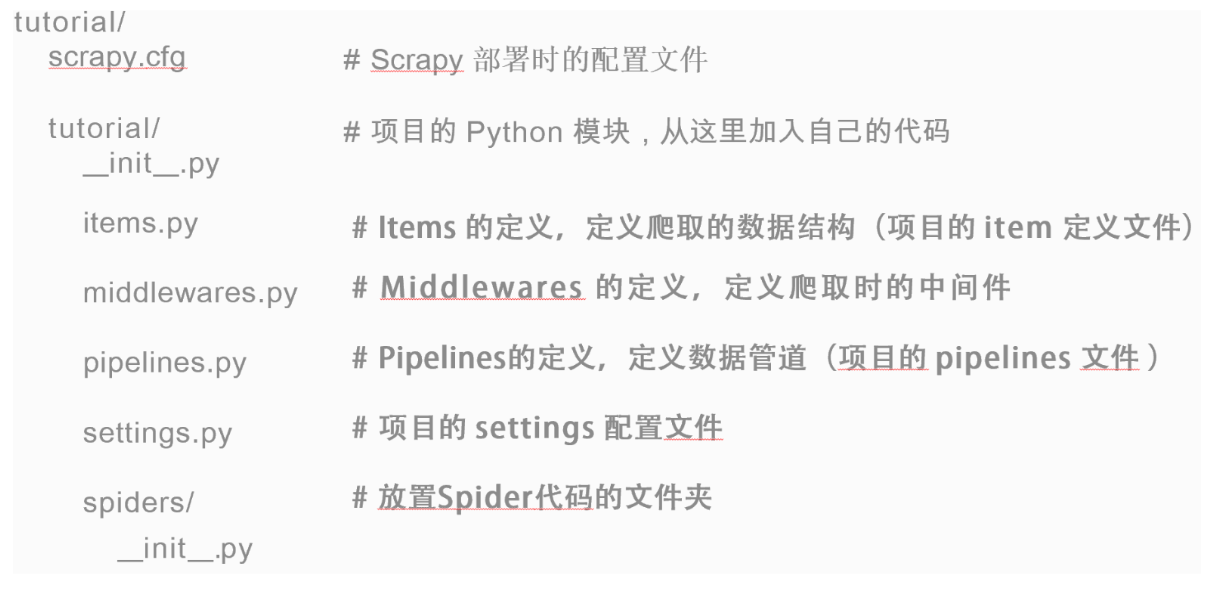 tutorial/
scrapy.cfg # Scrapy 部署时的配置文件
tutorial/ # 项目的 Python 模块，从这里加入自己的代码
__init__.py
items.py # Items 的定义，定义爬取的数据结构（项目的 item 定义文件）
middlewares.py # Middlewares 的定义，定义爬取时的中间件
pipelines.py # Pipelines的定义，定义数据管道（项目的 pipelines 文件）
settings.py # 项目的 settings 配置文件
spiders/ # 放置Spider代码的文件夹
__init__.py